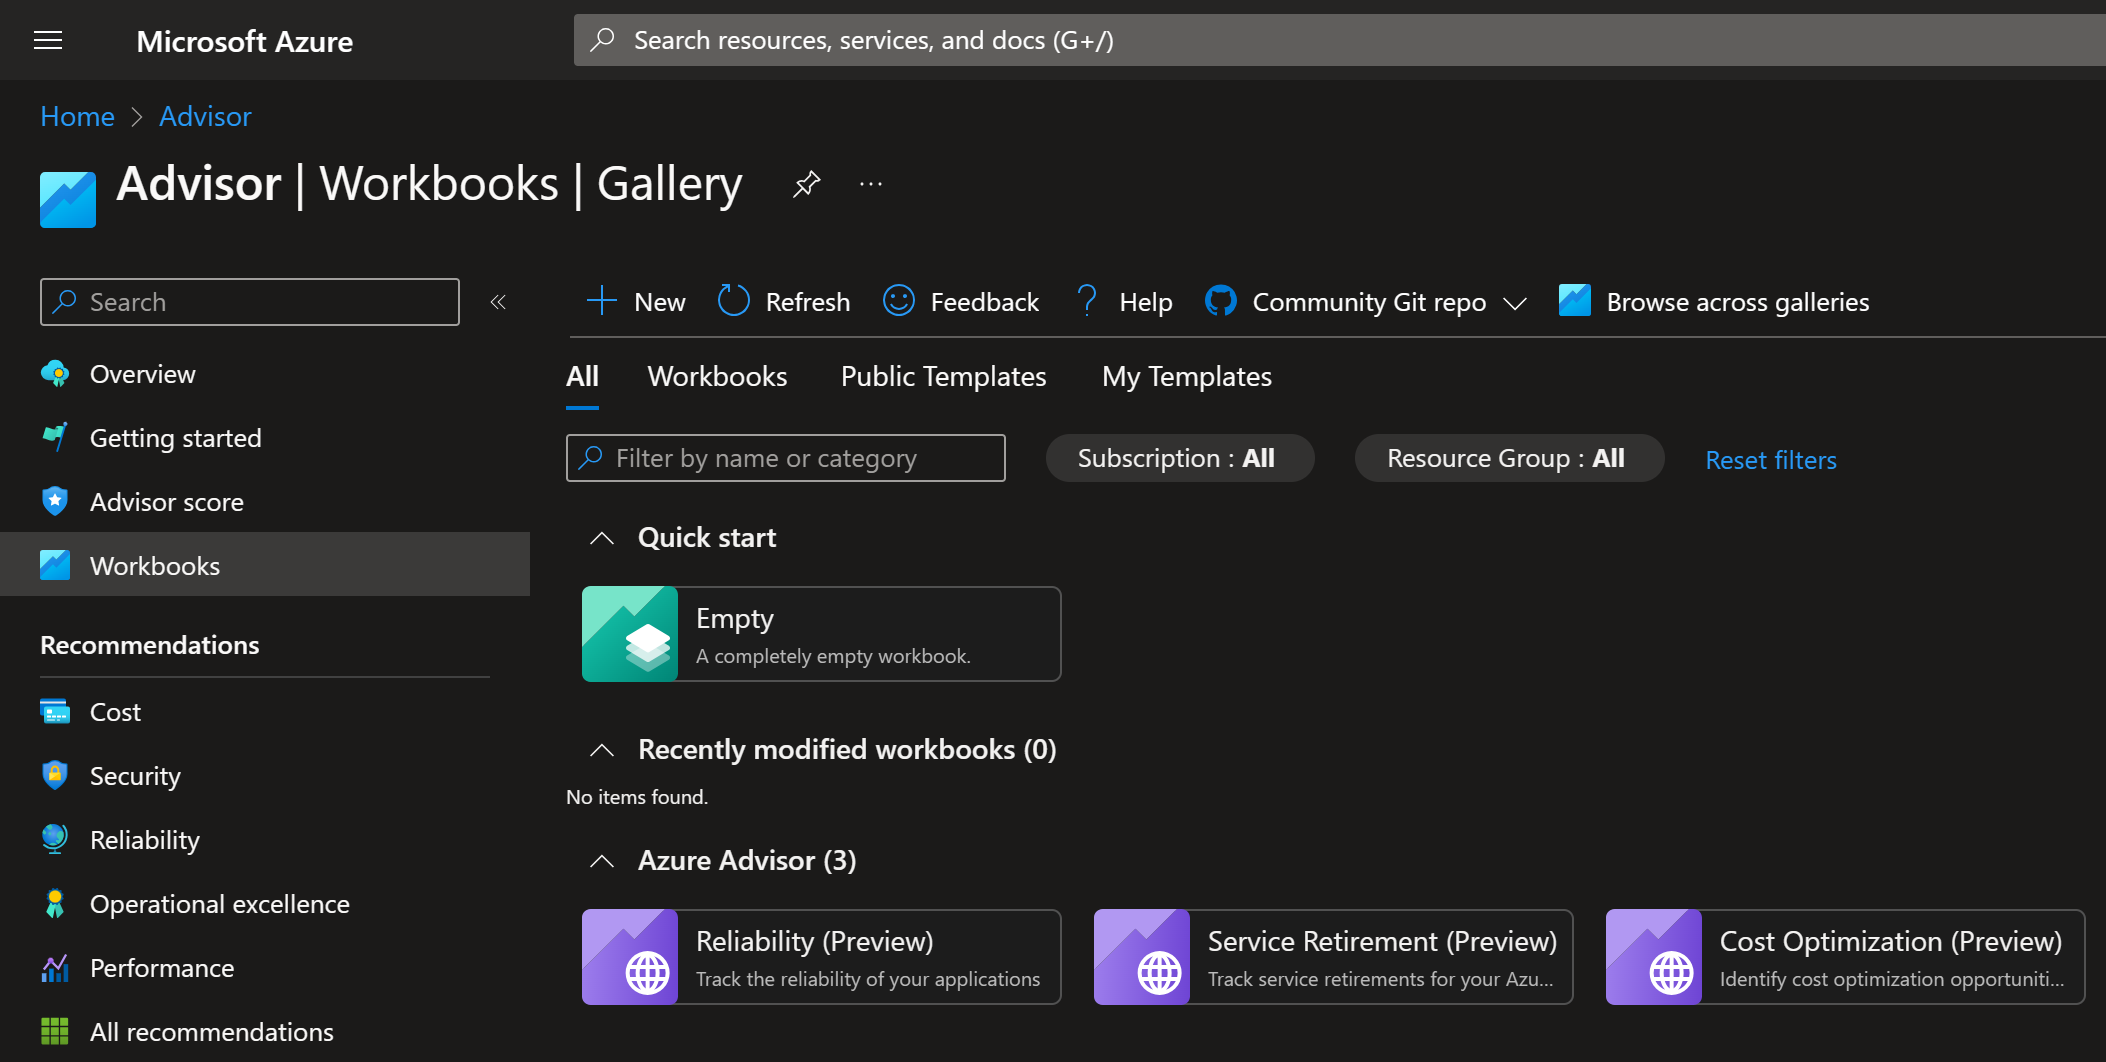 Microsoft Azure
Search resources, services, and docs (G+/)
Home > Advisor
Advisor | Workbooks | Gallery
...
Search
«
Overview
Getting started
Advisor score
Workbooks
Recommendations
Cost
Security
Reliability
Operational excellence
Performance
All recommendations
New Refresh Feedback Help Community Git repo Browse across galleries
All Workbooks Public Templates My Templates
Filter by name or category Subscription : All Resource Group : All Reset filters
Quick start
Empty
A completely empty workbook.
Recently modified workbooks (0)
No items found.
Azure Advisor (3)
Reliability (Preview)
Track the reliability of your applications
Service Retirement (Preview)
Track service retirements for your Azu...
Cost Optimization (Preview)
Identify cost optimization opportuniti...